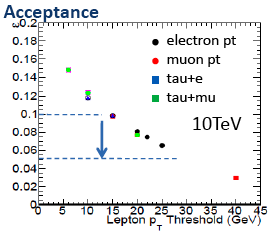 Acceptance
ε
0.2
0.18
0.16
0.14
0.12
0.1
0.08
0.06
0.04
0.02
0
electron pt
muon pt
tau+e
tau+mu
10TeV
0 5 10 15 20 25 30 35 40 45
Lepton pT Threshold (GeV)